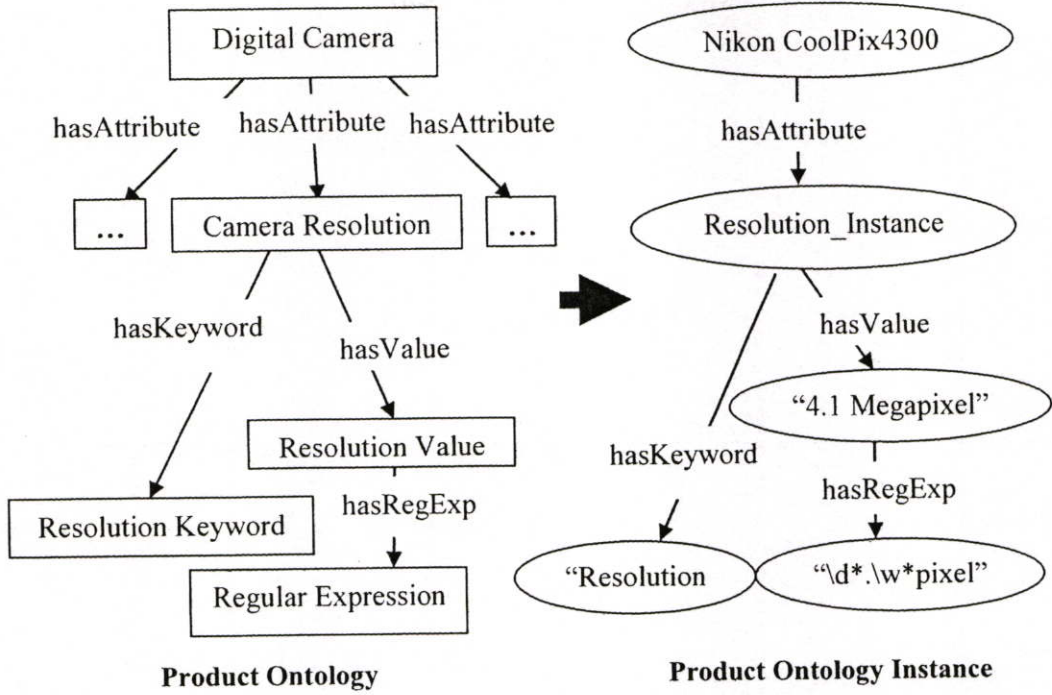 Digital Camera
hasAttribute hasAttribute hasAttribute
... Camera Resolution ...
hasKeyword
hasValue
Resolution Value
hasRegExp
Resolution Keyword
Regular Expression
Product Ontology
Nikon CoolPix4300
hasAttribute
Resolution_Instance
hasValue
“4.1 Megapixel”
hasKeyword
hasRegExp
“Resolution
“\d*.\w*pixel”
Product Ontology Instance